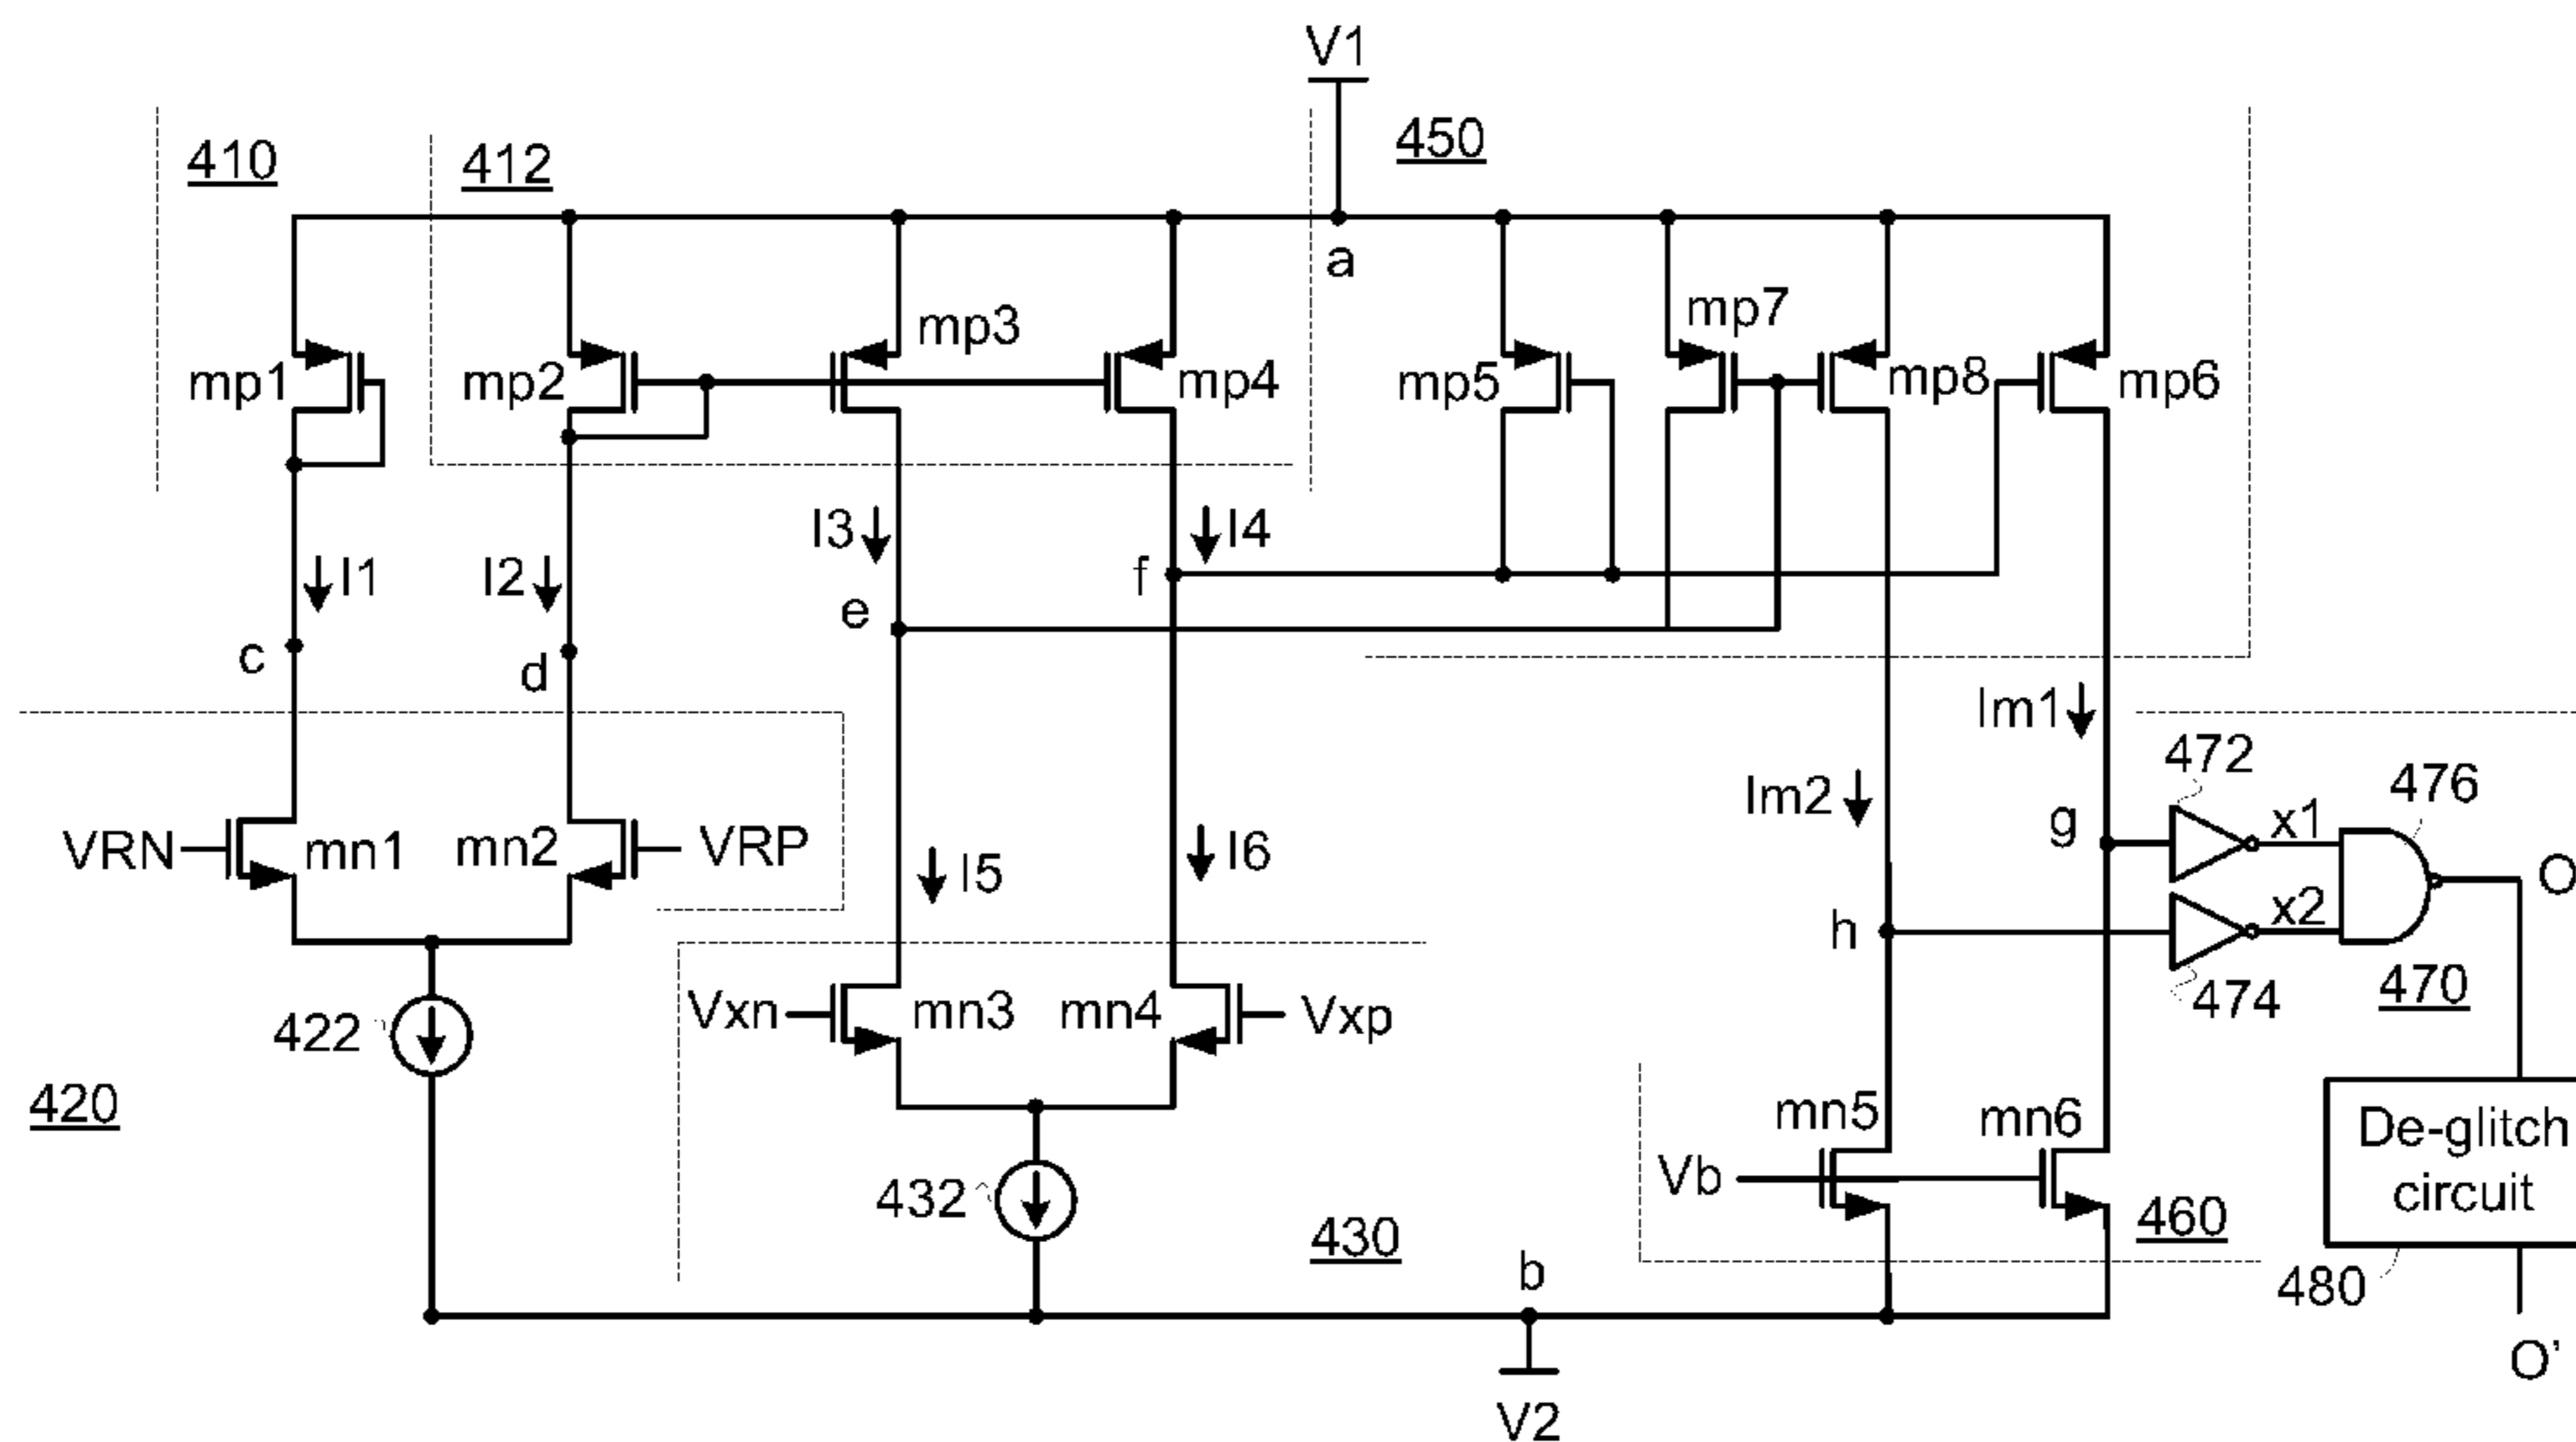 V1
410
412
450
a
mp1
mp2
mp3
mp4
mp5
mp7
mp8
mp6
I1
I2
I3
I4
f
e
c
d
Im1
Im2
472
476
VRN
mn1
mn2
VRP
I5
I6
g
x1
O
h
x2
474
470
422
Vxn
mn3
mn4
Vxp
420
432
430
mn5
mn6
Vb
460
De-glitch
circuit
480
b
V2
O'